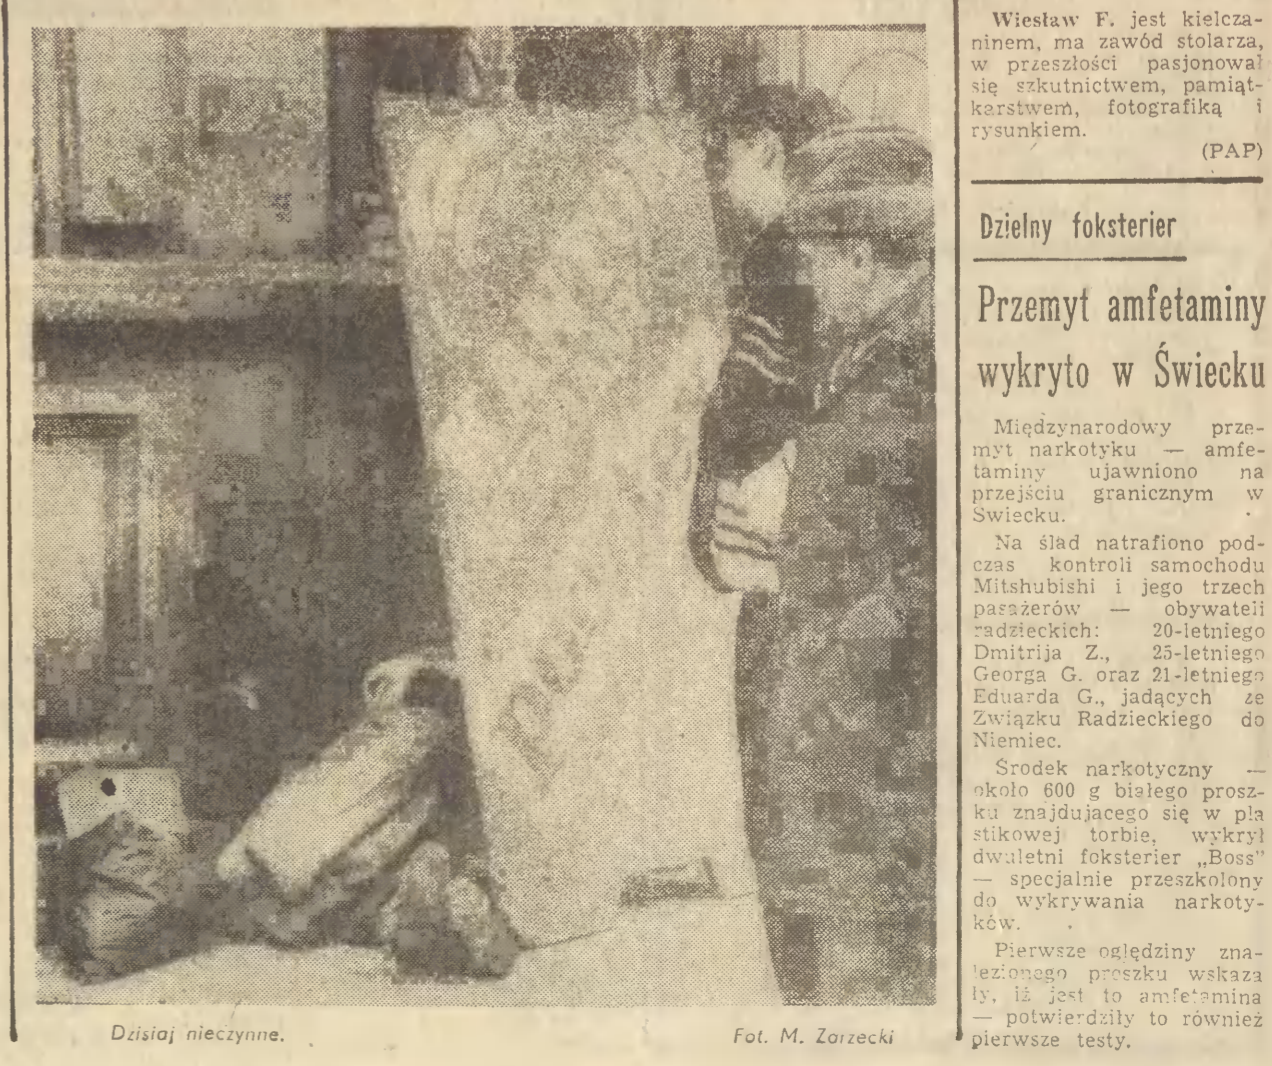 Dzisiaj nieczynne.
Fot. M. Zarzecki
Wiesław F. jest kielcza-
ninem, ma zawód stolarza,
w przeszłości pasjonował
się szkutnictwem, pamiąt-
karstwem, fotografiką i
rysunkiem.
(PAP)
Dzielny foksterier
Przemyt amfetaminy
wykryto w Świecku
Międzynarodowy prze-
myt narkotyku — amfe-
taminy ujawniono na
przejściu granicznym w
Swiecku.
Na ślad natrafiono pod-
czas kontroli samochodu
Mitshubishi i jego trzech
pasażerów — obywateli
radzieckich: 20-letniego
Dmitrija Z., 25-letniego
Georga G. oraz 21-letniego
Eduarda G., jadących ze
Związku Radzieckiego do
Niemiec.
Srodek narkotyczny —
około 600 g białego prosz-
ku znajdujacego się w pla
stikowej torbie, wykrył
dwuletni foksterier „Boss"
— specjalnie przeszkolony
do wykrywania narkoty-
ków.
Pierwsze oględziny zna-
lezionego proszku wskaza
ły, iż jest to amfetamina
— potwierdziły to również
pierwsze testy.